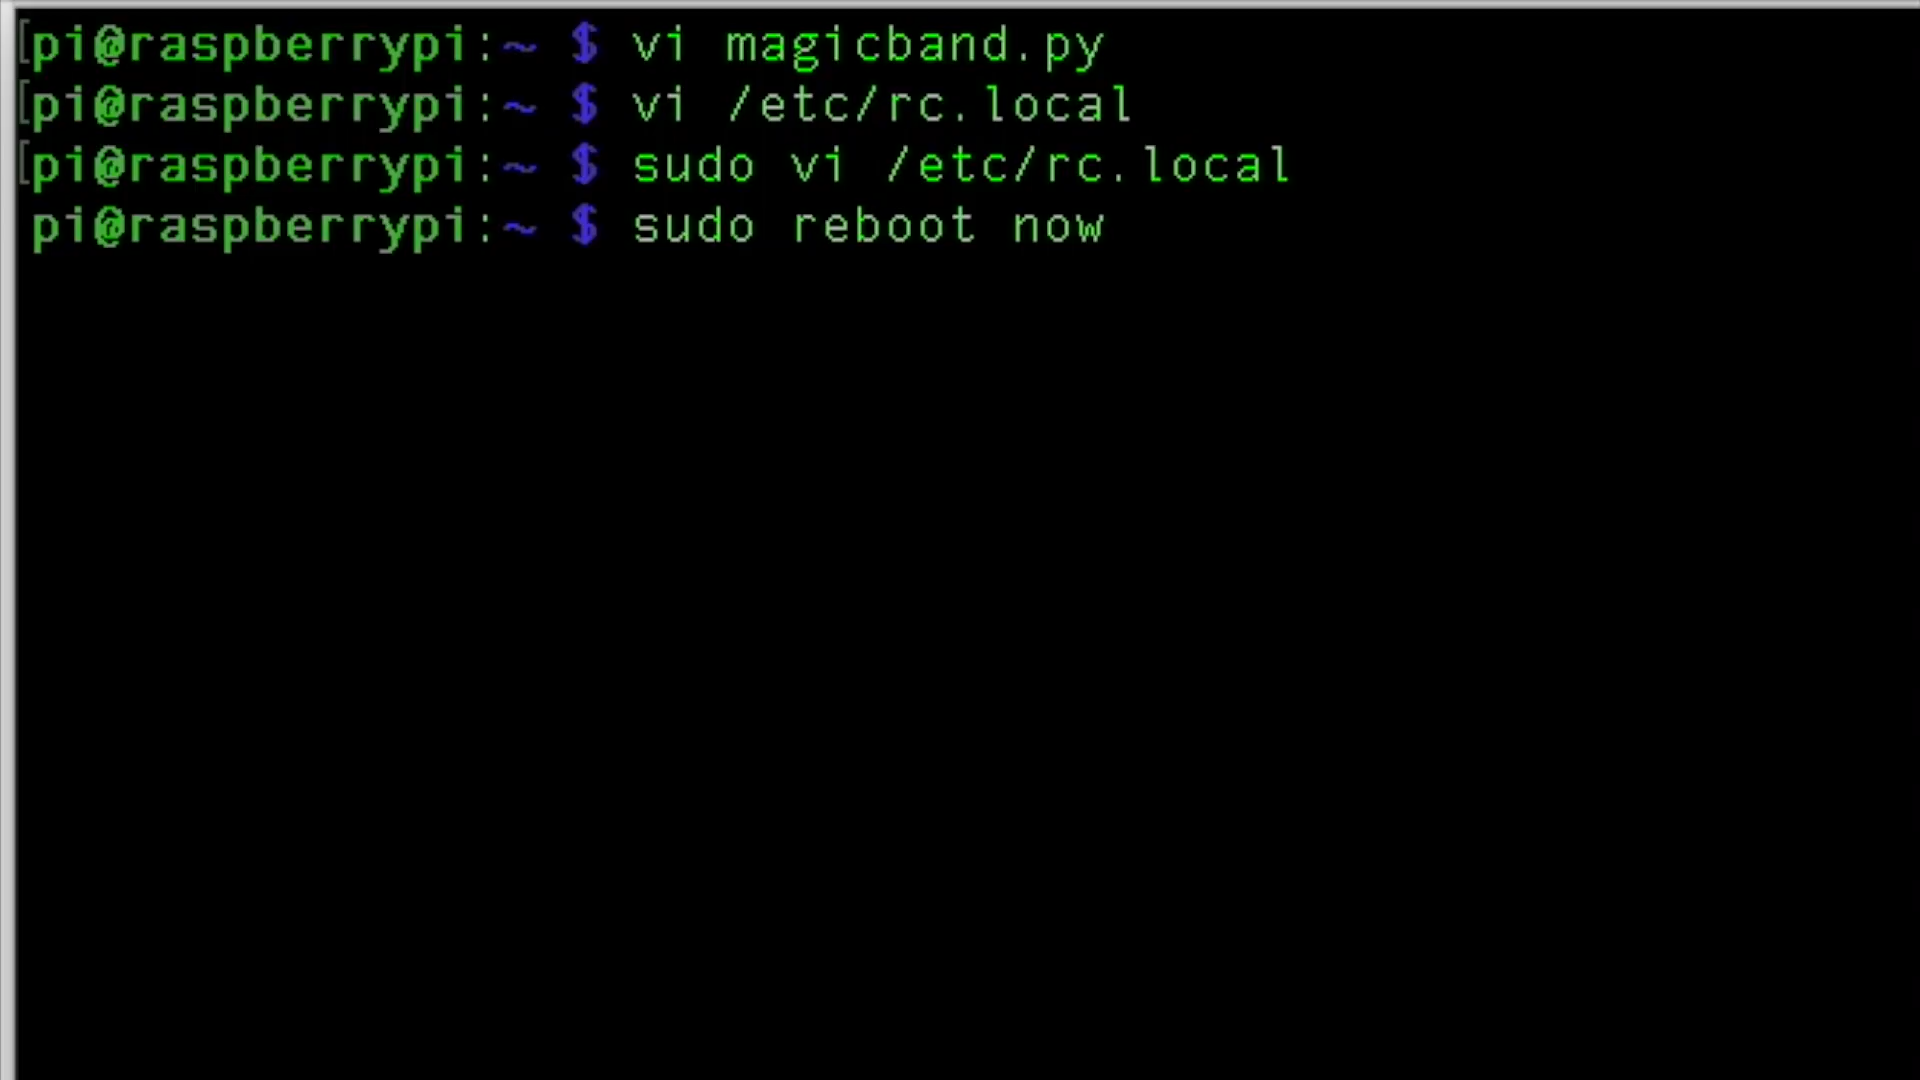 [pi@raspberrypi:~ $ vi magicband.py
[pi@raspberrypi:~ $ vi /etc/rc.local
[pi@raspberrypi:~ $ sudo vi /etc/rc.local
pi@raspberrypi:~ $ sudo reboot now